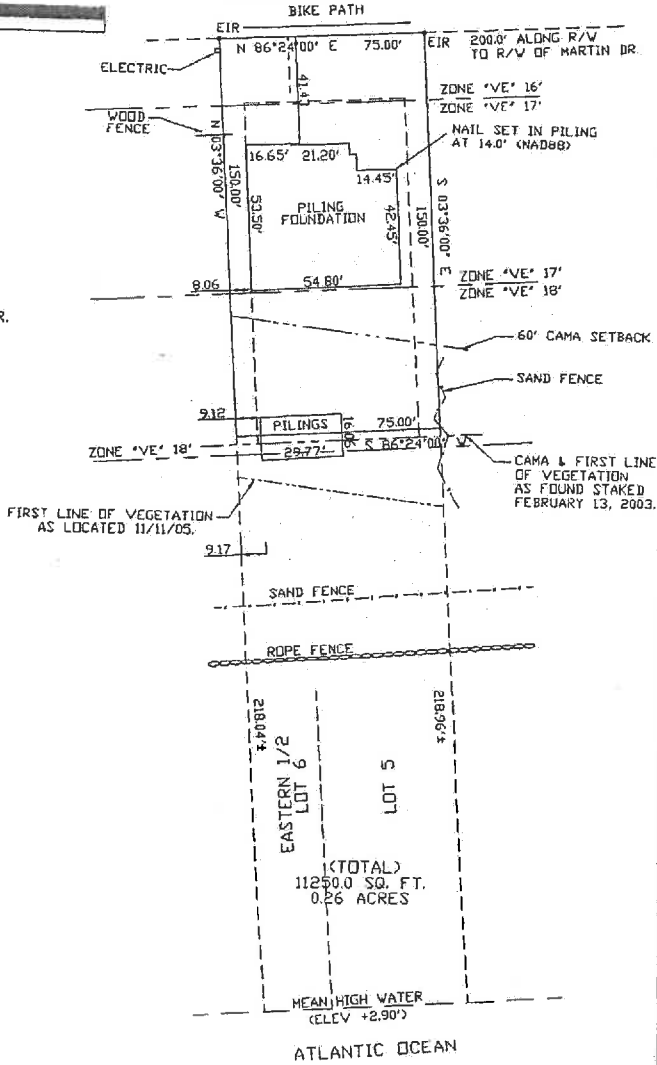 BIKE PATH
EIR
N 86°24'00" E 75.00'
EIR
200.0' ALONG R/W
TO R/W OF MARTIN DR.
ELECTRIC
41.43
ZONE "VE" 16'
ZONE "VE" 17'
WOOD
FENCE
NAIL SET IN PILING
AT 14.0' (NAD88)
N 03°36'00" W
150.00'
16.65' 21.20'
14.45'
53.50'
PILING
FOUNDATION
42.45'
150.00'
S 03°36'00" E
8.06
54.80'
ZONE "VE" 17'
ZONE "VE" 18'
R.
60' CAMA SETBACK
SAND FENCE
9.12
PILINGS
16.06
75.00'
ZONE "VE" 18'
29.77'
S 86°24'00" W
CAMA & FIRST LINE
OF VEGETATION
AS FOUND STAKED
FEBRUARY 13, 2003.
FIRST LINE OF VEGETATION
AS LOCATED 11/11/05.
9.17
SAND FENCE
ROPE FENCE
218.04'±
218.96'±
EASTERN 1/2
LOT 6
LOT 5
(TOTAL)
11250.0 SQ. FT.
0.26 ACRES
MEAN HIGH WATER
(ELEV +2.90')
ATLANTIC OCEAN